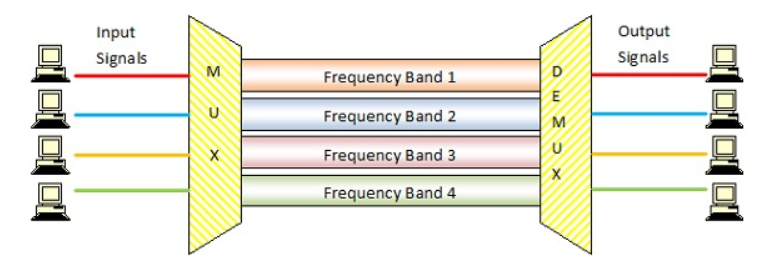 Input
Signals
M
U
X
Frequency Band 1
Frequency Band 2
Frequency Band 3
Frequency Band 4
D
E
M
U
X
Output
Signals